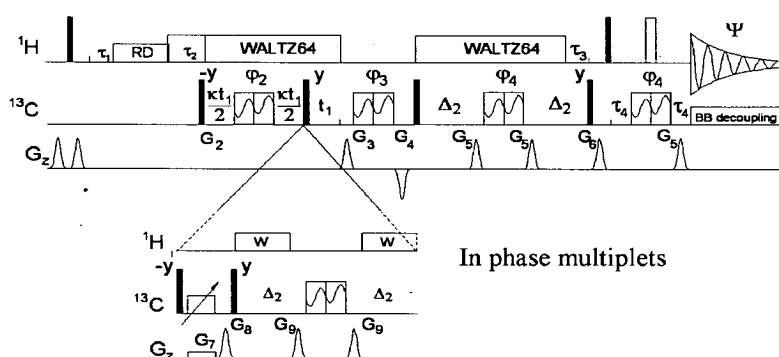 Ψ
¹H τ₁ RD τ₂ WALTZ64 WALTZ64 τ₃
-y φ₂ y φ₃ φ₄ y φ₄
¹³C κt₁/2 κt₁/2 t₁ Δ₂ Δ₂ τ₄ τ₄ BB decoupling
G₂ G₃ G₄ G₅ G₅ G₆ G₅
G_z
¹H W W
In phase multiplets
-y y
¹³C Δ₂ Δ₂
G₇ G₈ G₉ G₉
G_z